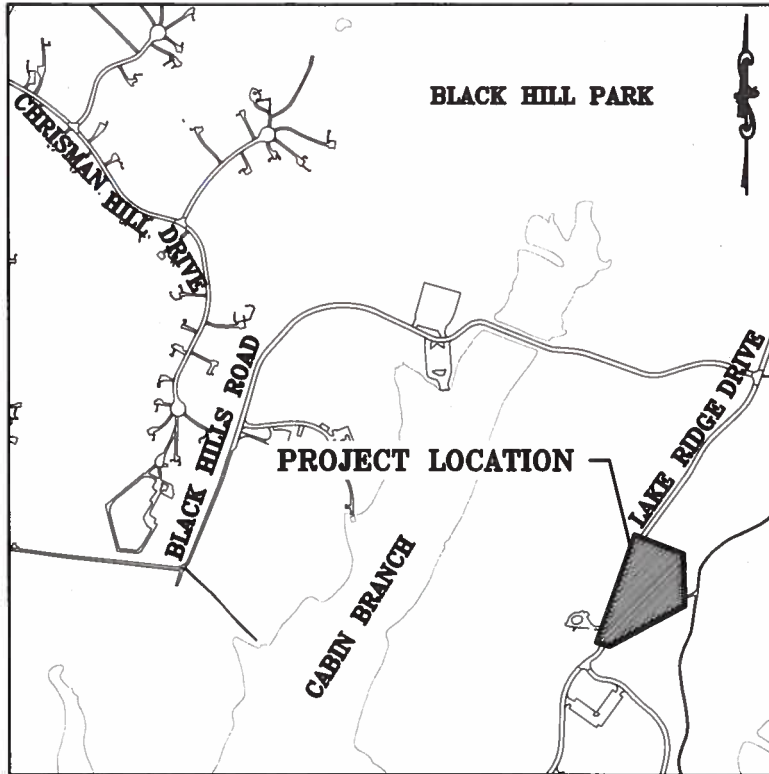 BLACK HILL PARK
CHRISMAN HILL DRIVE
BLACK HILLS ROAD
LAKE RIDGE DRIVE
PROJECT LOCATION
CABIN BRANCH